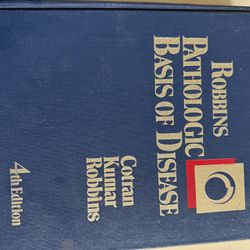 ROBBINS
PATHOLOGIC
BASIS OF DISEASE
Cotran
Kumar
Robbins
4th Edition